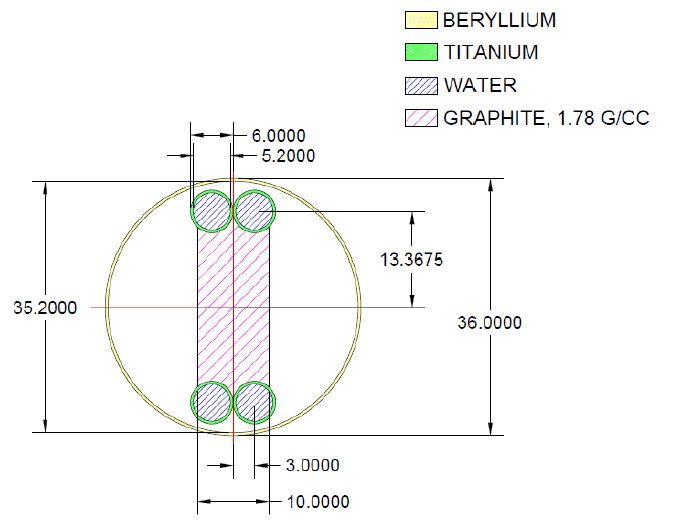 BERYLLIUM
TITANIUM
WATER
GRAPHITE, 1.78 G/CC
6.0000
5.2000
13.3675
35.2000
36.0000
3.0000
10.0000